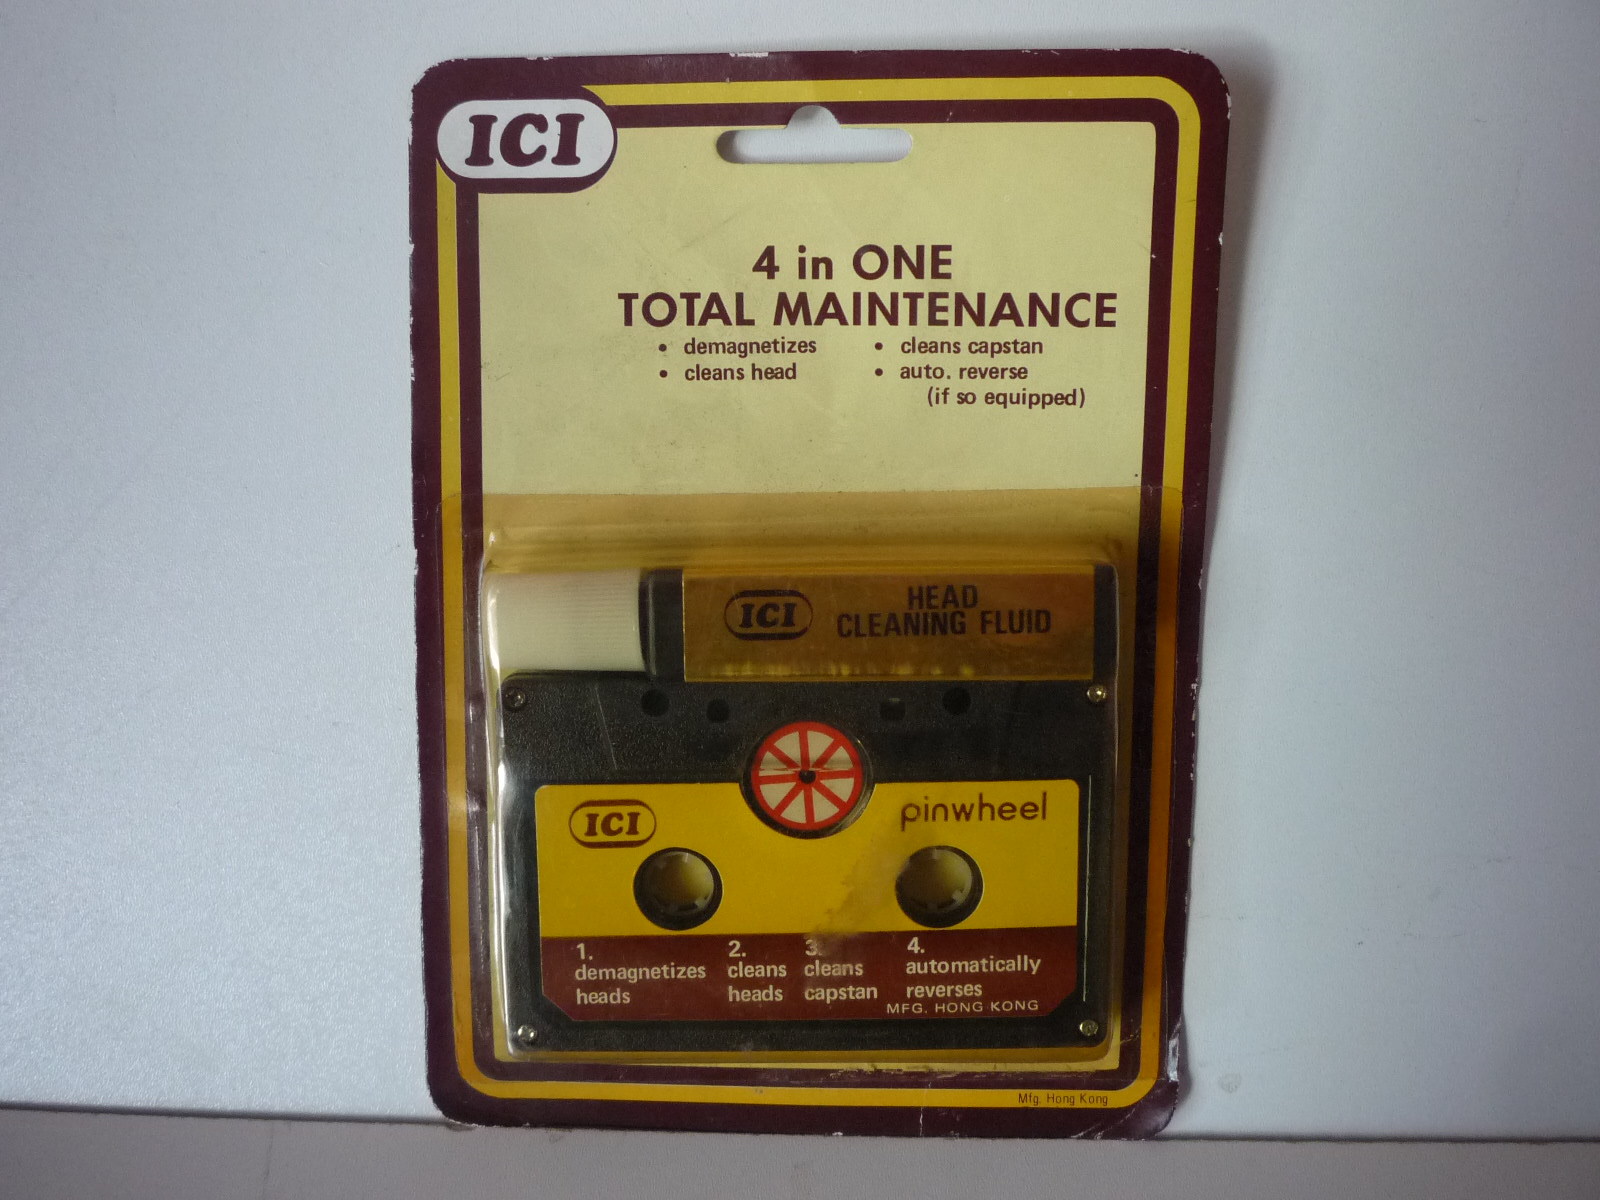 ICI
4 in ONE
TOTAL MAINTENANCE
• demagnetizes
• cleans head
• cleans capstan
• auto. reverse
(if so equipped)
ICI
HEAD
CLEANING FLUID
ICI
pinwheel
1.
demagnetizes
heads
2.
cleans
heads
3.
cleans
capstan
4.
automatically
reverses
MFG. HONG KONG
Mfg. Hong Kong